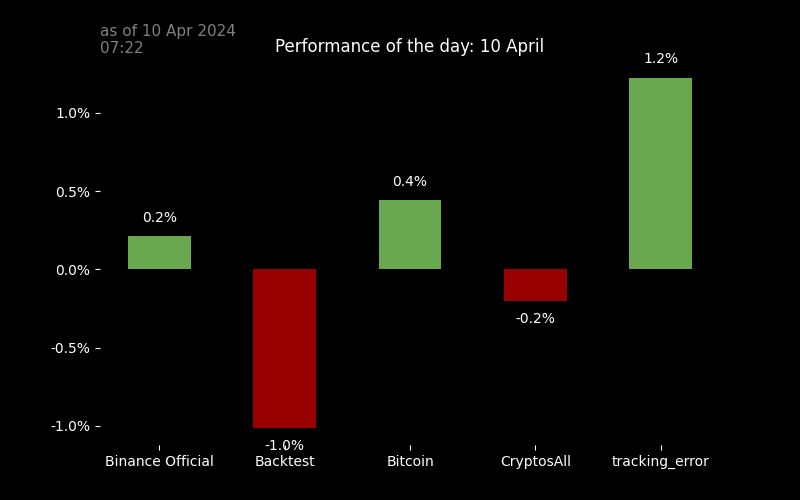 as of 10 Apr 2024
07:22
Performance of the day: 10 April
1.2%
1.0%
0.5%
0.4%
0.2%
0.0%
-0.2%
-0.5%
-1.0%
-1.0%
Binance Official
Backtest
Bitcoin
CryptosAll
tracking_error